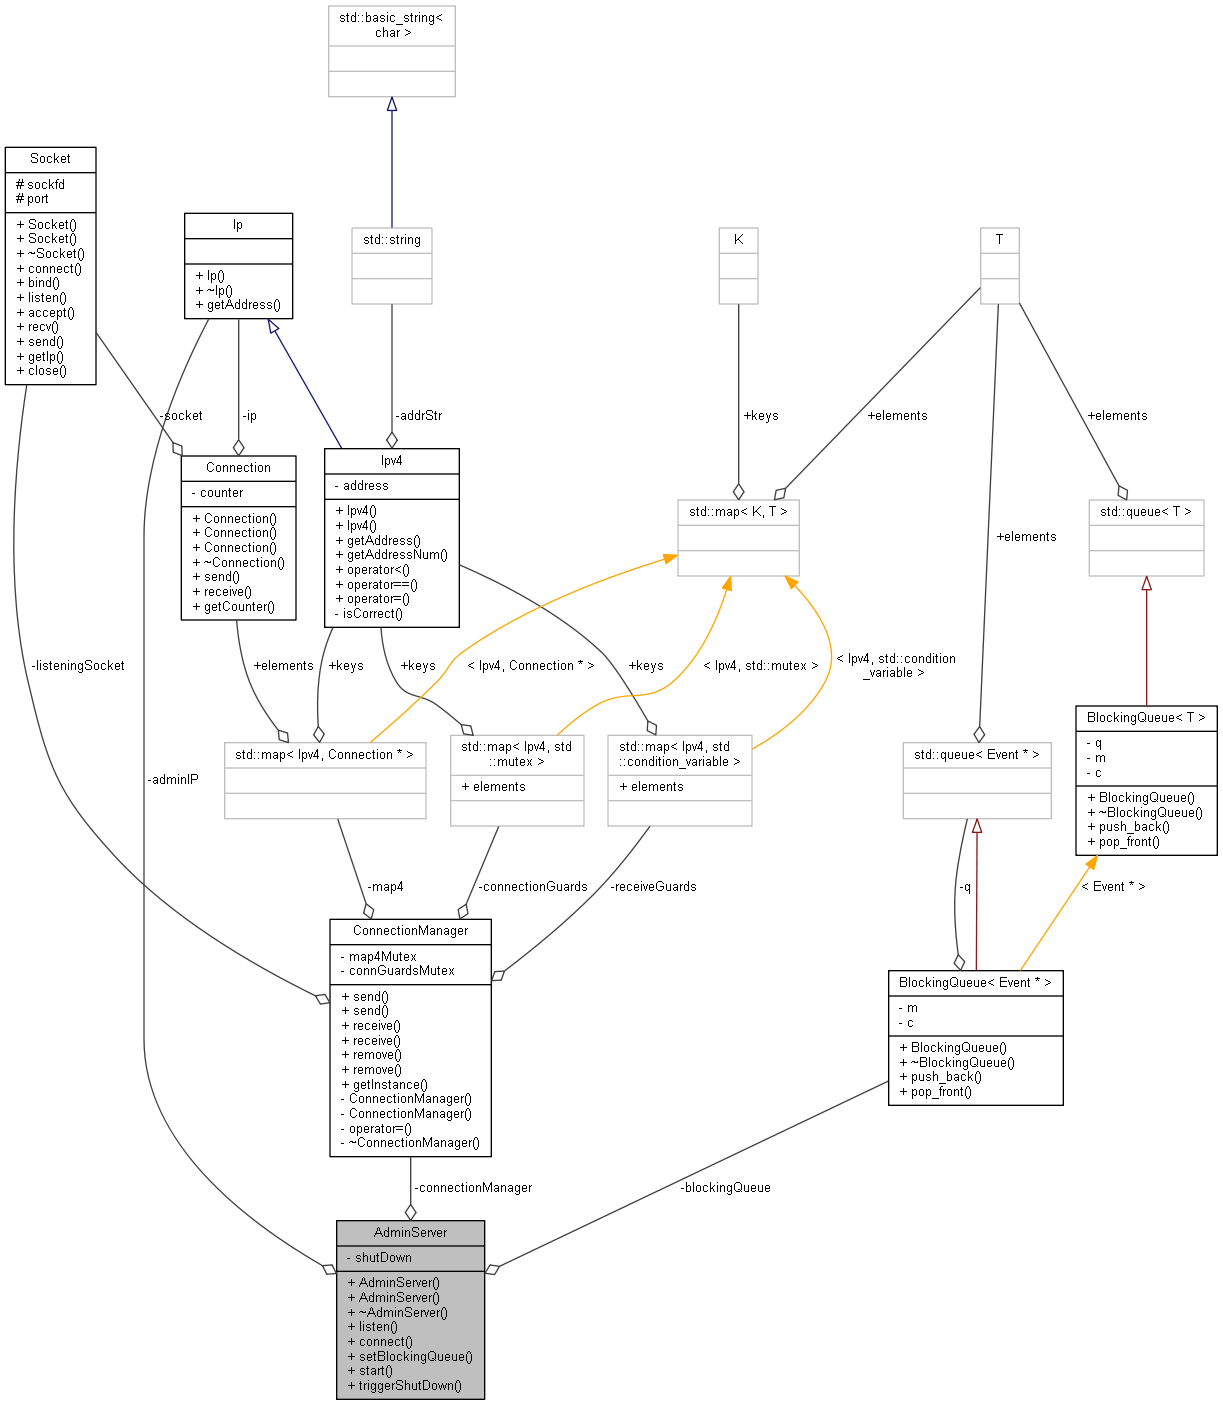 std::basic_string<
char >
Socket
# sockfd
# port
+ Socket()
+ Socket()
+ ~Socket()
+ connect()
+ bind()
+ listen()
+ accept()
+ recv()
+ send()
+ getIp()
+ close()
Ip
+ Ip()
+ ~Ip()
+ getAddress()
std::string
K
T
-socket
-ip
-addrStr
+keys
+elements
+elements
Connection
- counter
+ Connection()
+ Connection()
+ Connection()
+ ~Connection()
+ send()
+ receive()
+ getCounter()
Ipv4
- address
+ Ipv4()
+ Ipv4()
+ getAddress()
+ getAddressNum()
+ operator<()
+ operator==()
+ operator=()
- isCorrect()
std::map< K, T >
std::queue< T >
+elements
-listeningSocket
+elements
+keys
+keys
< Ipv4, Connection * >
+keys
< Ipv4, std::mutex >
< Ipv4, std::condition
_variable >
BlockingQueue< T >
- q
- m
- c
+ BlockingQueue()
+ ~BlockingQueue()
+ push_back()
+ pop_front()
-adminIP
std::map< Ipv4, Connection * >
std::map< Ipv4, std
::mutex >
+ elements
std::map< Ipv4, std
::condition_variable >
+ elements
std::queue< Event * >
-map4
-connectionGuards
-receiveGuards
-q
< Event * >
ConnectionManager
- map4Mutex
- connGuardsMutex
+ send()
+ send()
+ receive()
+ receive()
+ remove()
+ remove()
+ getInstance()
- ConnectionManager()
- ConnectionManager()
- operator=()
- ~ConnectionManager()
BlockingQueue< Event * >
- m
- c
+ BlockingQueue()
+ ~BlockingQueue()
+ push_back()
+ pop_front()
-connectionManager
-blockingQueue
AdminServer
- shutDown
+ AdminServer()
+ AdminServer()
+ ~AdminServer()
+ listen()
+ connect()
+ setBlockingQueue()
+ start()
+ triggerShutDown()